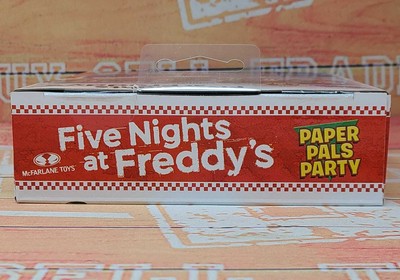 Five Nights
at Freddy's
McFARLANE TOYS
PAPER
PALS
PARTY